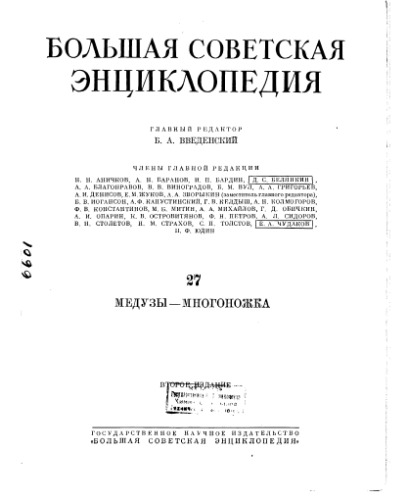 БОЛЬШАЯ СОВЕТСКАЯ
ЭНЦИКЛОПЕДИЯ
ГЛАВНЫЙ РЕДАКТОР
Б. А. ВВЕДЕНСКИЙ
ЧЛЕНЫ ГЛАВНОЙ РЕДАКЦИИ
Н. Н. АНИЧКОВ, А. Н. БАРАНОВ, И. П. БАРДИН, Д. С. БЕЛЯНКИН,
А. А. БЛАГОНРАВОВ, В. В. ВИНОГРАДОВ, Б. М. ВУЛ, А. А. ГРИГОРЬЕВ,
А. И. ДЕНИСОВ, Е. М. ЖУКОВ, А. А. ЗВОРЫКИН (заместитель главного редактора),
Б. В. ИОГАНСОН, А. Ф. КАПУСТИНСКИЙ, Г. В. КЕЛДЫШ, А. Н. КОЛМОГОРОВ,
Ф. В. КОНСТАНТИНОВ, М. Б. МИТИН, А. А. МИХАЙЛОВ, Г. Д. ОБИЧКИН,
А. И. ОПАРИН, К. В. ОСТРОВИТЯНОВ, Ф. Н. ПЕТРОВ, А. Л. СИДОРОВ,
В. Н. СТОЛЕТОВ, Н. М. СТРАХОВ, С. П. ТОЛСТОВ, Е. А. ЧУДАКОВ,
П. Ф. ЮДИН
6601
27
МЕДУЗЫ — МНОГОНОЖКА
ВТОРОЕ ИЗДАНИЕ
ГОСУДАРСТВЕННОЕ НАУЧНОЕ ИЗДАТЕЛЬСТВО
«БОЛЬШАЯ СОВЕТСКАЯ ЭНЦИКЛОПЕДИЯ»